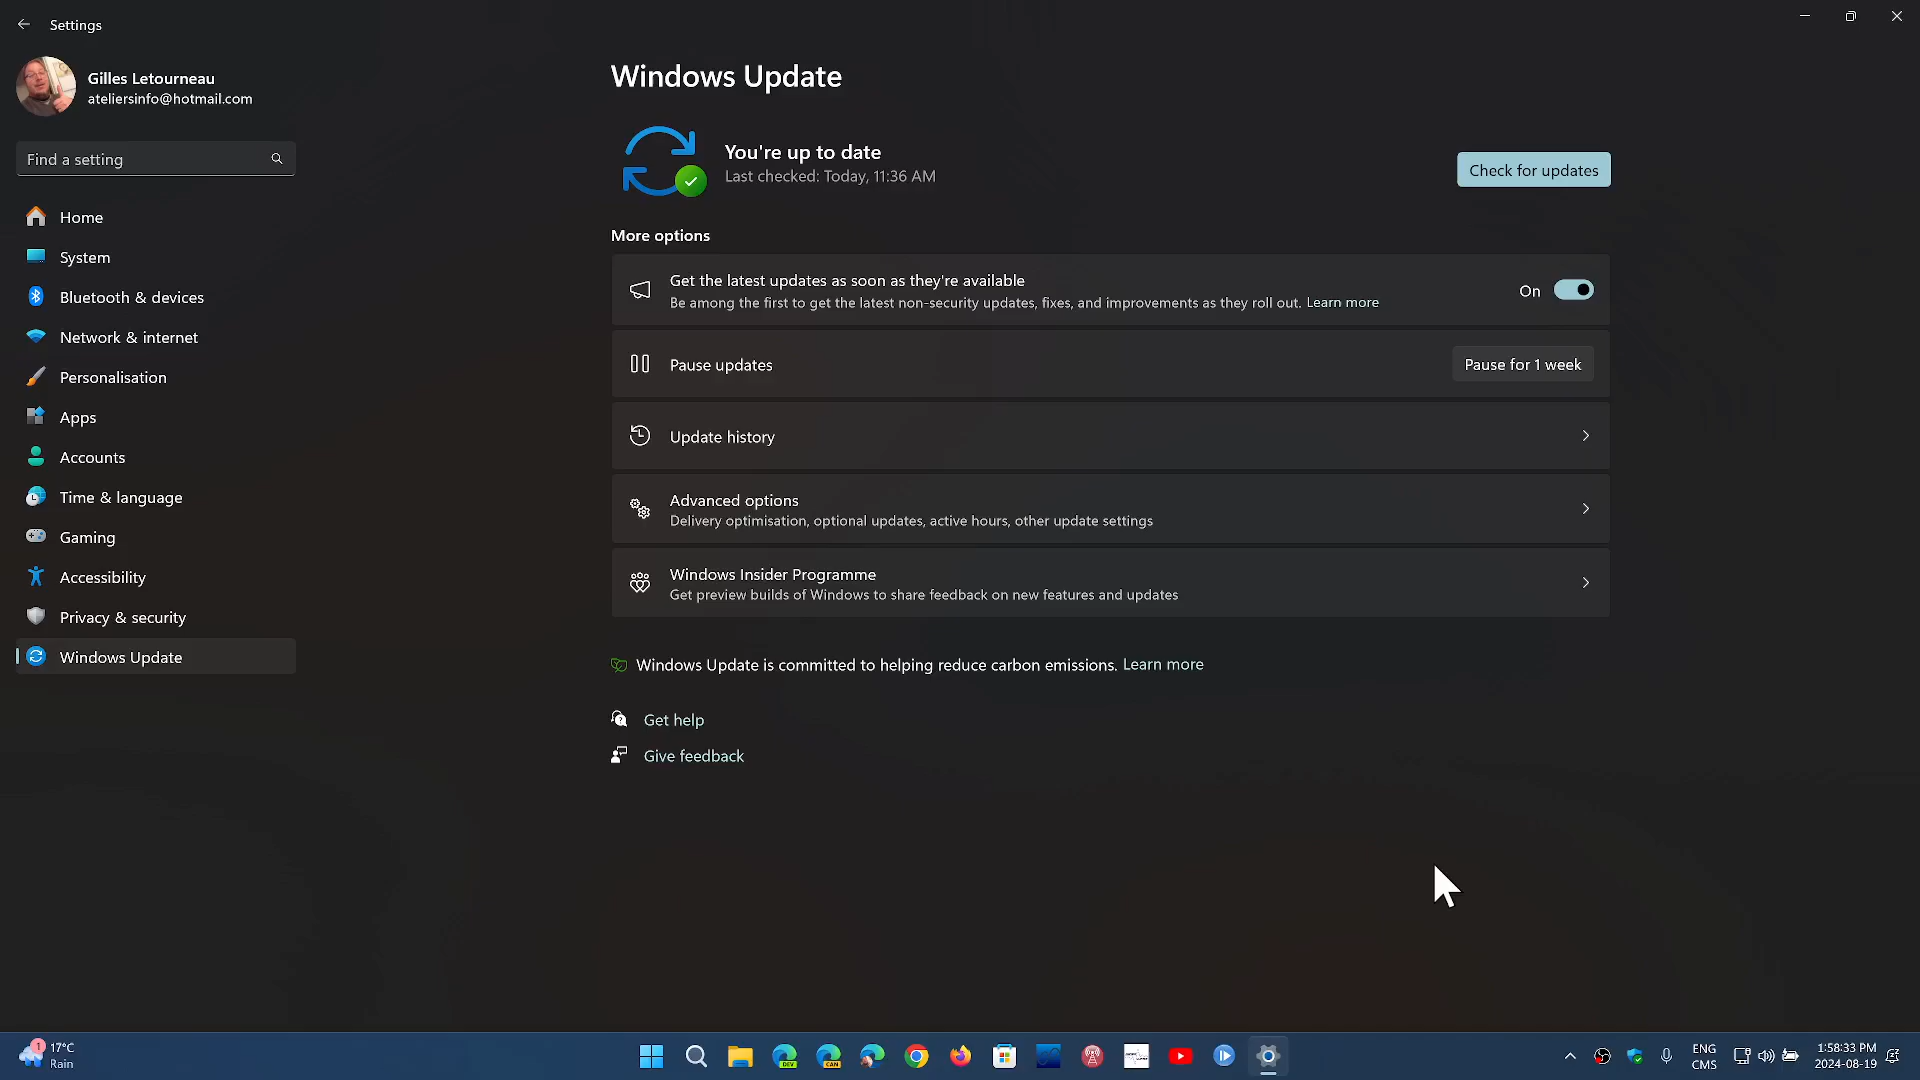 Settings
Gilles Letourneau
ateliersinfo@hotmail.com
Find a setting
Home
System
Bluetooth & devices
Network & internet
Personalisation
Apps
Accounts
Time & language
Gaming
Accessibility
Privacy & security
Windows Update
Windows Update
You're up to date
Last checked: Today, 11:36 AM
Check for updates
More options
Get the latest updates as soon as they're available
Be among the first to get the latest non-security updates, fixes, and improvements as they roll out. Learn more
On
Pause updates
Pause for 1 week
Update history
Advanced options
Delivery optimisation, optional updates, active hours, other update settings
Windows Insider Programme
Get preview builds of Windows to share feedback on new features and updates
Windows Update is committed to helping reduce carbon emissions. Learn more
Get help
Give feedback
1
17°C
Rain
DEV
CAN
ENG
CMS
1:58:33 PM
2024-08-19